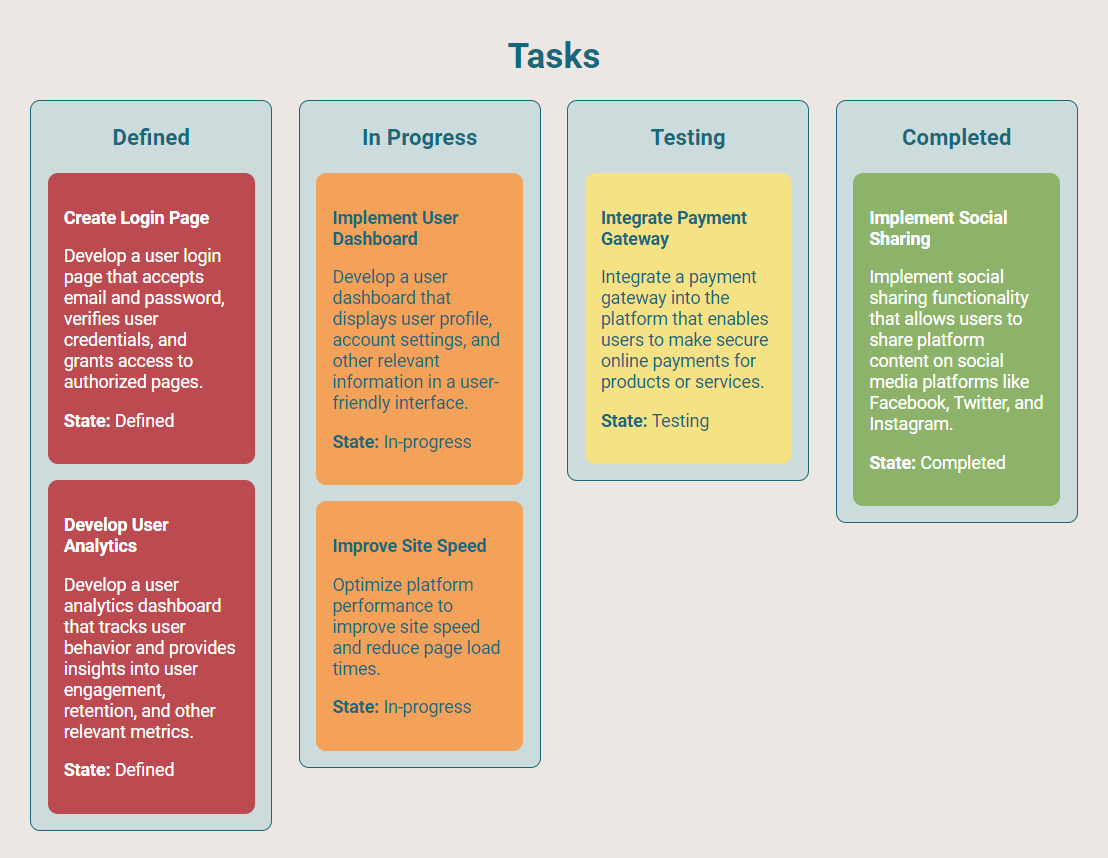 Tasks
Defined
Create Login Page
Develop a user login
page that accepts
email and password,
verifies user
credentials, and
grants access to
authorized pages.
State: Defined
Develop User
Analytics
Develop a user
analytics dashboard
that tracks user
behavior and provides
insights into user
engagement,
retention, and other
relevant metrics.
State: Defined
In Progress
Implement User
Dashboard
Develop a user
dashboard that
displays user profile,
account settings, and
other relevant
information in a user-
friendly interface.
State: In-progress
Improve Site Speed
Optimize platform
performance to
improve site speed
and reduce page load
times.
State: In-progress
Testing
Integrate Payment
Gateway
Integrate a payment
gateway into the
platform that enables
users to make secure
online payments for
products or services.
State: Testing
Completed
Implement Social
Sharing
Implement social
sharing functionality
that allows users to
share platform
content on social
media platforms like
Facebook, Twitter, and
Instagram.
State: Completed